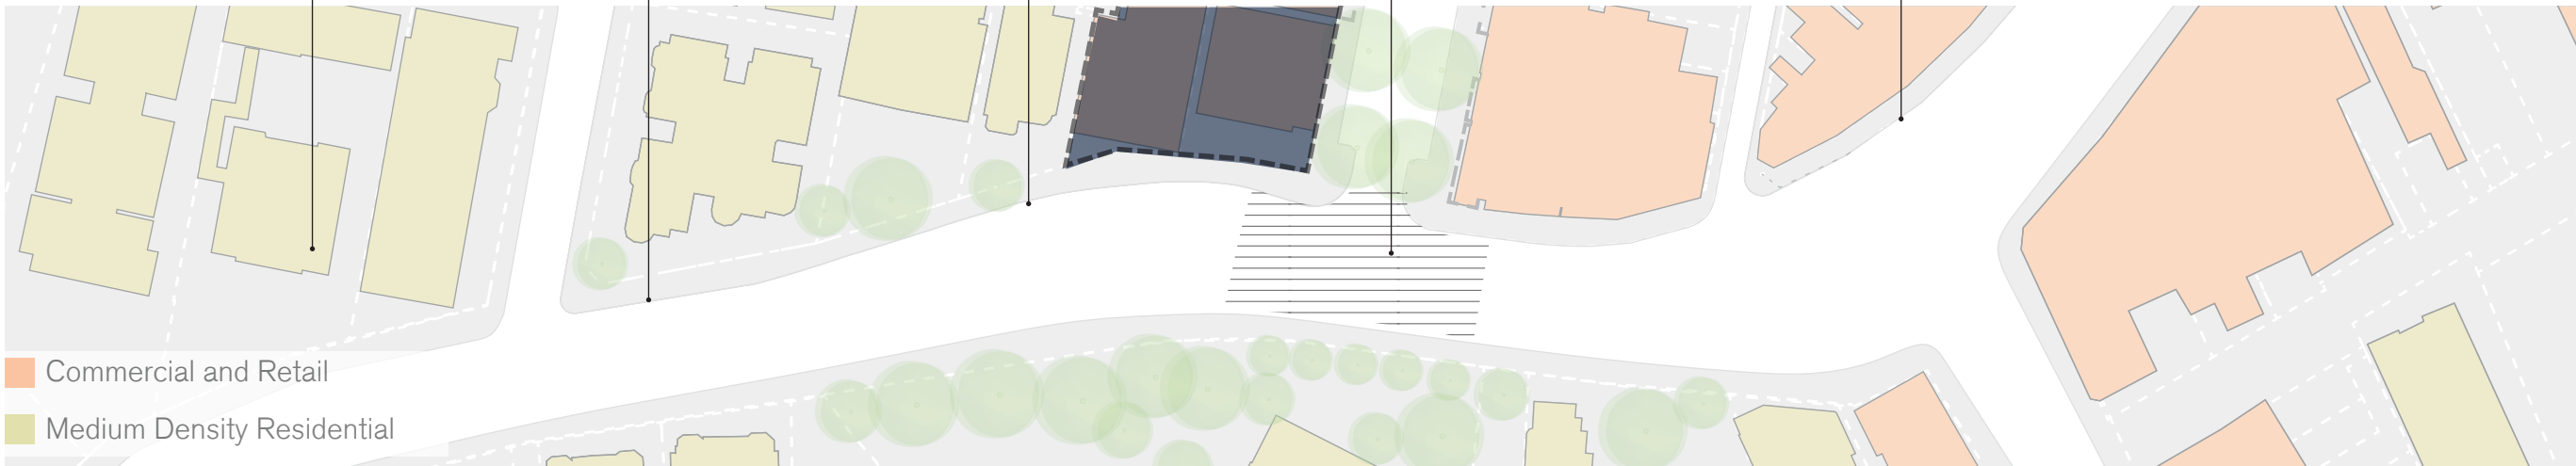 Commercial and Retail
Medium Density Residential